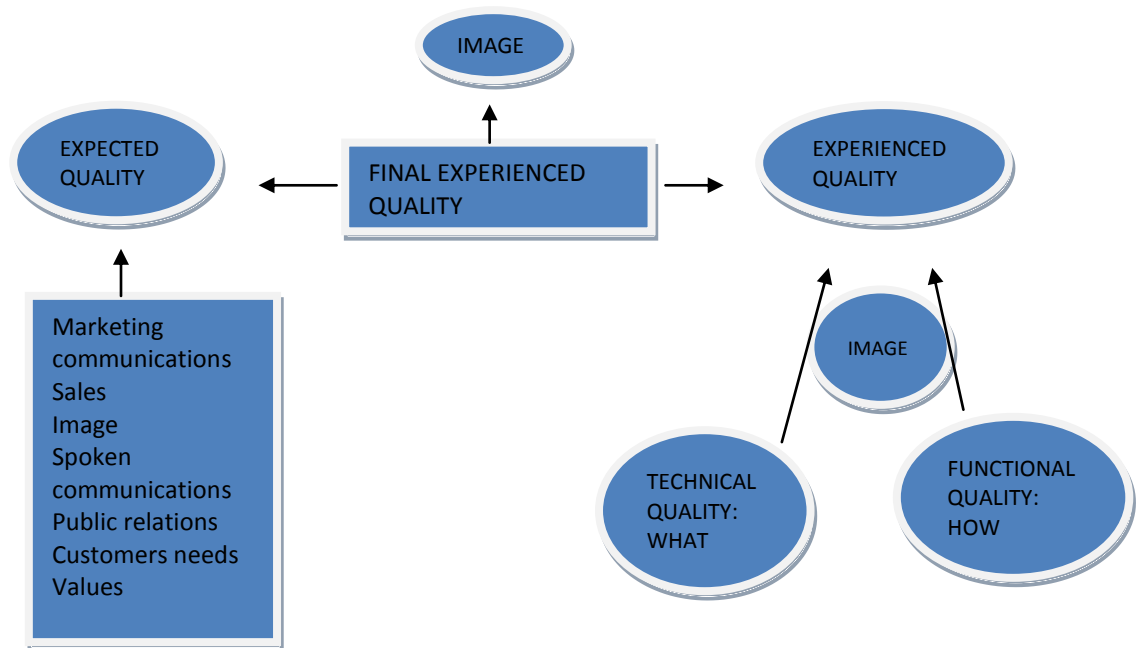 IMAGE
EXPECTED
QUALITY
FINAL EXPERIENCED
QUALITY
EXPERIENCED
QUALITY
Marketing
communications
Sales
Image
Spoken
communications
Public relations
Customers needs
Values
IMAGE
TECHNICAL
QUALITY:
WHAT
FUNCTIONAL
QUALITY:
HOW